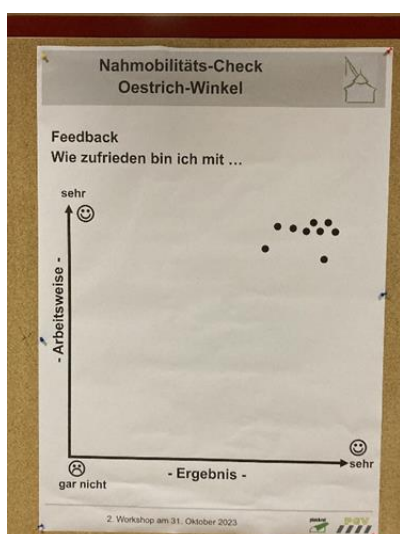 Nahmobilitäts-Check
Oestrich-Winkel
Feedback
Wie zufrieden bin ich mit …
sehr
- Arbeitsweise -
gar nicht
- Ergebnis -
sehr
2. Workshop am 31. Oktober 2023